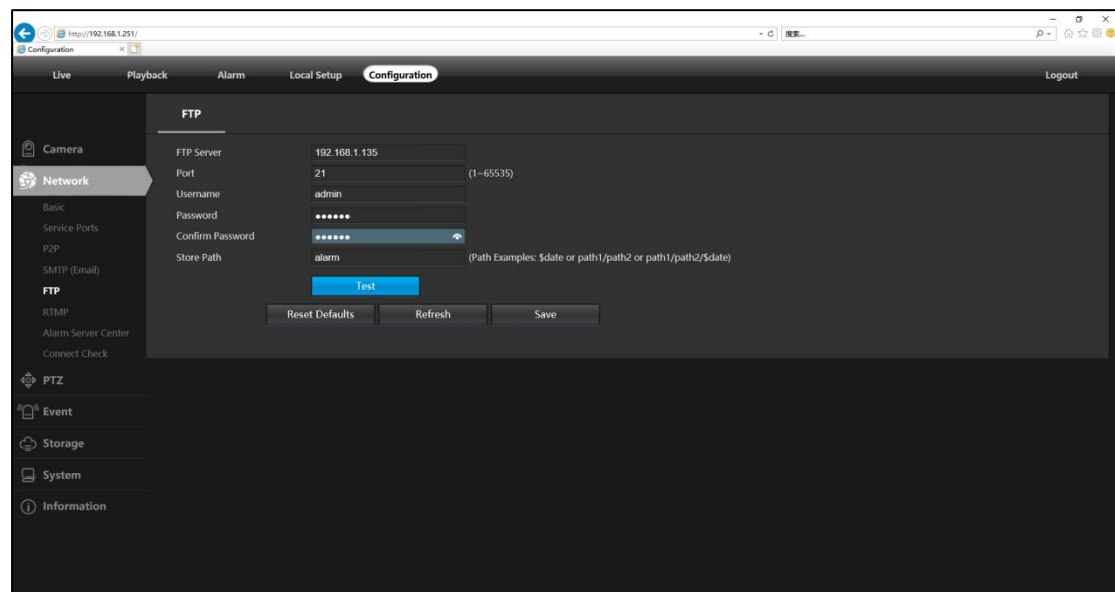 http://192.168.1.251/
搜索...
Configuration
Live Playback Alarm Local Setup Configuration Logout
FTP
Camera
Network
Basic
Service Ports
P2P
SMTP (Email)
FTP
RTMP
Alarm Server Center
Connect Check
PTZ
Event
Storage
System
Information
FTP Server 192.168.1.135
Port 21 (1~65535)
Username admin
Password ●●●●●●
Confirm Password ●●●●●●
Store Path alarm (Path Examples: $date or path1/path2 or path1/path2/$date)
Test
Reset Defaults Refresh Save